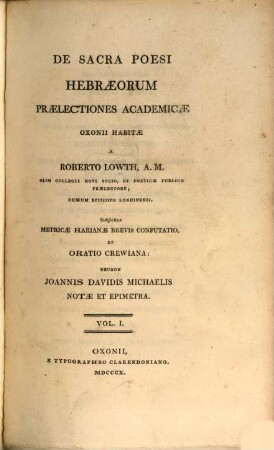 DE SACRA POESI
HEBRÆORUM
PRÆLECTIONES ACADEMICÆ
OXONII HABITÆ
A
ROBERTO LOWTH, A. M.
OLIM COLLEGII NOVI SOCIO, ET POETICÆ PUBLICO
PRÆLECTORE;
DEMUM EPISCOPO LONDINENSI.
Subjicitur
METRICÆ HARIANÆ BREVIS CONFUTATIO,
ET
ORATIO CREWIANA:
NECNON
JOANNIS DAVIDIS MICHAELIS
NOTÆ ET EPIMETRA.
VOL. I.
OXONII,
E TYPOGRAPHEO CLARENDONIANO.
MDCCCX.